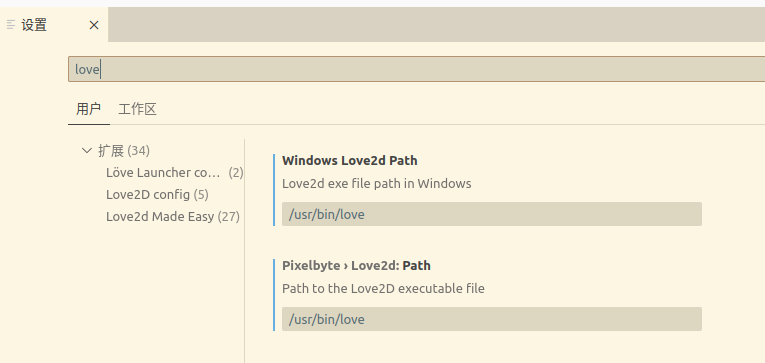 设置
love
用户 工作区
扩展 (34)
Löve Launcher co... (2)
Love2D config (5)
Love2d Made Easy (27)
Windows Love2d Path
Love2d exe file path in Windows
/usr/bin/love
Pixelbyte › Love2d: Path
Path to the Love2D executable file
/usr/bin/love